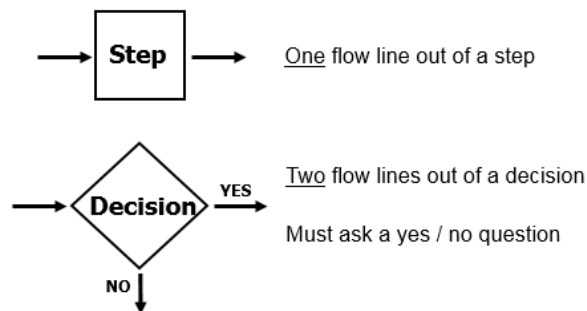 Step
One flow line out of a step
Decision
YES
Two flow lines out of a decision
Must ask a yes / no question
NO